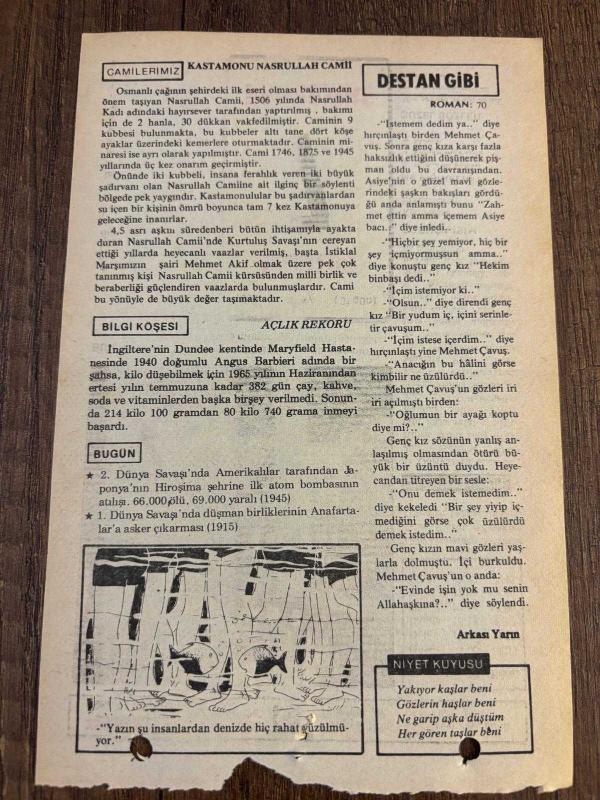 CAMİLERİMİZ
KASTAMONU NASRULLAH CAMİİ
Osmanlı çağının şehirdeki ilk eseri olması bakımından
önem taşıyan Nasrullah Camii, 1506 yılında Nasrullah
Kadı adındaki hayırsever tarafından yaptırılmış , bakımı
için de 2 hanla, 30 dükkan vakfedilmiştir. Caminin 9
kubbesi bulunmakta, bu kubbeler altı tane dört köşe
ayaklar üzerindeki kemerlere oturmaktadır. Caminin mi-
naresi ise ayrı olarak yapılmıştır. Cami 1746, 1875 ve 1945
yıllarında üç kez onarım geçirmiştir.
Önünde iki kubbeli, insana ferahlık veren iki büyük
şadırvanı olan Nasrullah Camiine ait ilginç bir söylenti
bölgede pek yaygındır. Kastamonulular bu şadırvanlardan
su içen bir kişinin ömrü boyunca tam 7 kez Kastamonuya
geleceğine inanırlar.
4,5 asrı aşkın süredenberi bütün ihtişamıyla ayakta
duran Nasrullah Camii'nde Kurtuluş Savaşı'nın cereyan
ettiği yıllarda heyecanlı vaazlar verilmiş, başta İstiklal
Marşımızın şairi Mehmet Akif olmak üzere pek çok
tanınmış kişi Nasrullah Camii kürsüsünden milli birlik ve
beraberliği güçlendiren vaazlarda bulunmuşlardır. Cami
bu yönüyle de büyük değer taşımaktadır.
BİLGİ KÖŞESİ
AÇLIK REKORU
İngiltere'nin Dundee kentinde Maryfield Hasta-
nesinde 1940 doğumlu Angus Barbieri adında bir
şahsa, kilo düşebilmek için 1965 yılının Haziranından
ertesi yılın temmuzuna kadar 382 gün çay, kahve,
soda ve vitaminlerden başka birşey verilmedi. Sonun-
da 214 kilo 100 gramdan 80 kilo 740 grama inmeyi
başardı.
BUGÜN
★ 2. Dünya Savaşı'nda Amerikalılar tarafından Ja-
ponya'nın Hiroşima şehrine ilk atom bombasının
atılışı. 66.000 ölü, 69.000 yaralı (1945)
★ 1. Dünya Savaşı'nda düşman birliklerinin Anafarta-
lar'a asker çıkarması (1915)
-"Yazın şu insanlardan denizde hiç rahat yüzülmü-
yor."
DESTAN GİBİ
ROMAN: 70
-"İstemem dedim ya.." diye
hırçınlaştı birden Mehmet Ça-
vuş. Sonra genç kıza karşı fazla
haksızlık ettiğini düşünerek piş-
man oldu bu davranışından.
Asiye'nin o güzel mavi gözle-
rindeki şaşkın bakışları gördü-
ğü anda anlamıştı bunu "Zah-
met ettin amma içemem Asiye
bacı.." diye inledi..
-"Hiçbir şey yemiyor, hiç bir
şey içmiyormuşsun amma.."
diye konuştu genç kız "Hekim
binbaşı dedi.."
-"İçim istemiyor ki.."
-"Olsun.." diye direndi genç
kız "Bir yudum iç, içini serinle-
tir çavuşum.."
-"İçim istese içerdim.." diye
hırçınlaştı yine Mehmet Çavuş.
-"Anacığın bu hâlini görse
kimbilir ne üzülürdü.."
Mehmet Çavuş'un gözleri iri
iri açılmıştı birden:
-"Oğlumun bir ayağı koptu
diye mi?.."
Genç kız sözünün yanlış an-
laşılmış olmasından ötürü bü-
yük bir üzüntü duydu. Heye-
candan titreyen bir sesle:
-"Onu demek istemedim.."
diye kekeledi "Bir şey yiyip iç-
mediğini görse çok üzülürdü
demek istedim.."
Genç kızın mavi gözleri yaş-
larla dolmuştu. İçi burkuldu.
Mehmet Çavuş'un o anda:
-"Evinde işin yok mu senin
Allahaşkına?.." diye söylendi.
Arkası Yarın
NİYET KUYUSU
Yakıyor kaşlar beni
Gözlerin haşlar beni
Ne garip aşka düştüm
Her gören taşlar beni